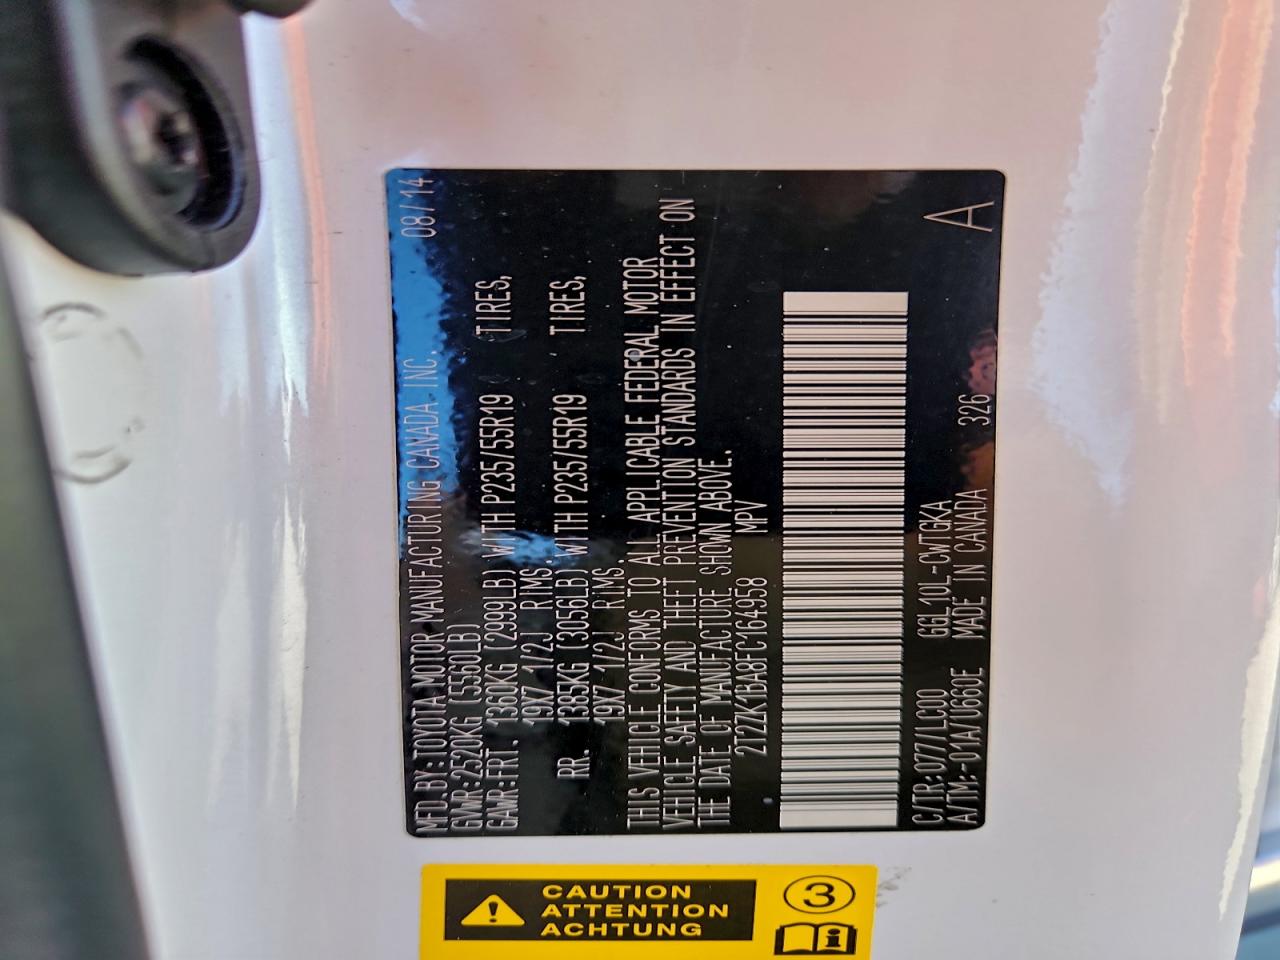 MFD.BY:TOYOTA MOTOR MANUFACTURING CANADA INC. 08/14
GVWR:2520KG (5560LB)
GAWR:FRT. 1360KG (2999LB) WITH P235/55R19 TIRES,
19X7 1/2J RIMS.
RR. 1385KG (3056LB) WITH P235/55R19 TIRES,
19X7 1/2J RIMS.
THIS VEHICLE CONFORMS TO ALL APPLICABLE FEDERAL MOTOR
VEHICLE SAFETY AND THEFT PREVENTION STANDARDS IN EFFECT ON
THE DATE OF MANUFACTURE SHOWN ABOVE.
2T2ZK1BA8FC164958 MPV
C/TR:077/LC00 GGL10L-CWTGKA A
A/TM:-01A/U660E MADE IN CANADA 326
CAUTION
ATTENTION
ACHTUNG
3